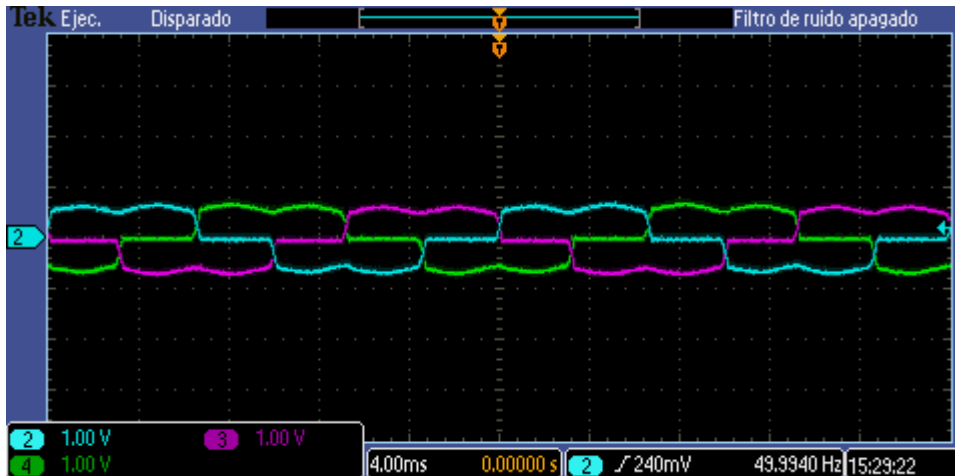 Tek Ejec. Disparado Filtro de ruido apagado
T
T
2
2 1.00 V 3 1.00 V
4 1.00 V
4.00ms 0.00000 s 2 240mV 49.9940 Hz 15:29:22